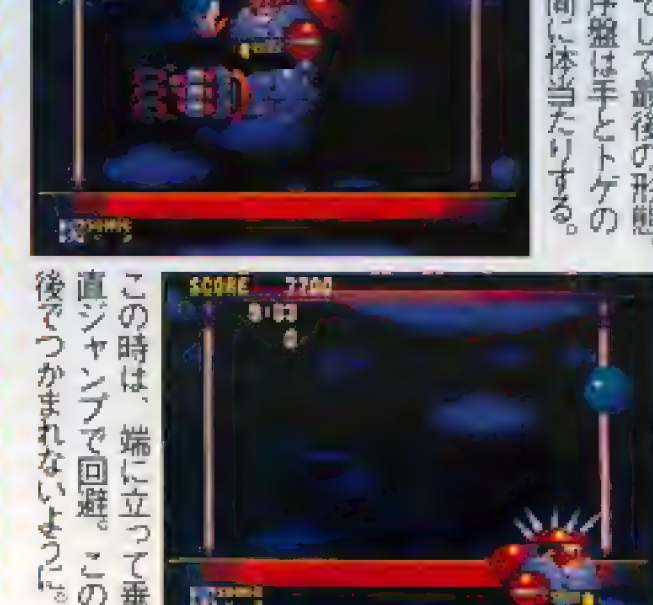 そして最後の形態。
序盤は手とトゲの
間に体当たりする。
SCORE 7700
この時は、端に立って垂
直ジャンプで回避。この
後でつかまれないように。